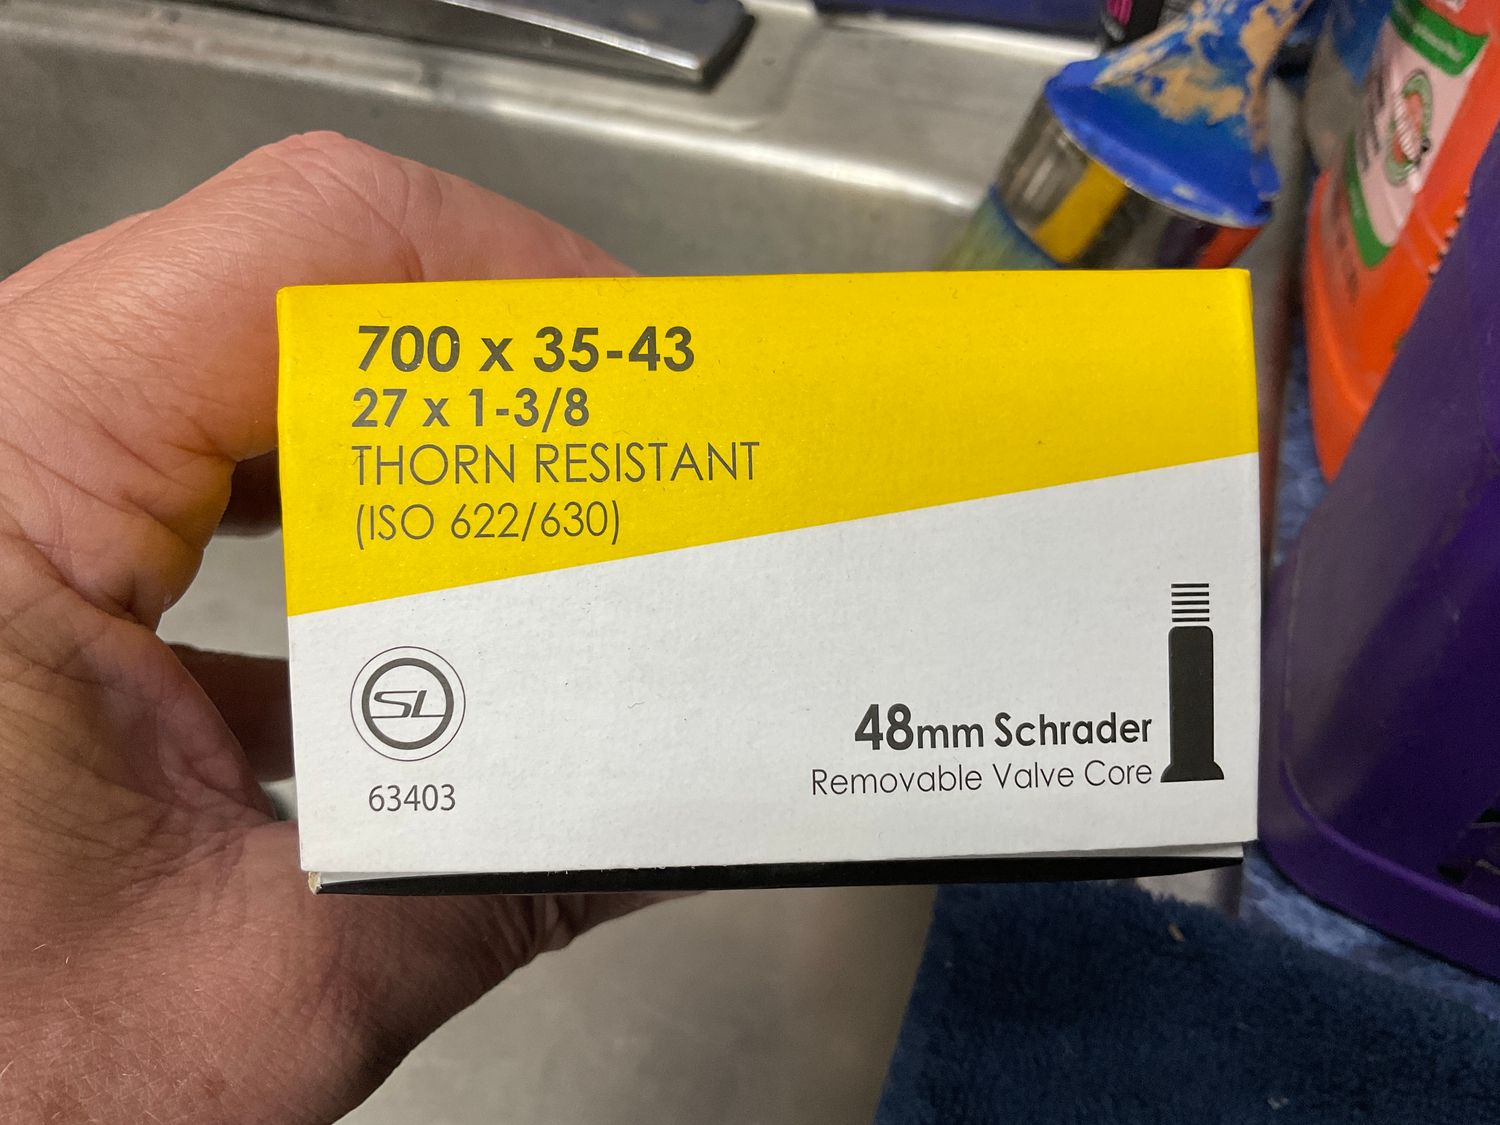 700 x 35-43
27 x 1-3/8
THORN RESISTANT
(ISO 622/630)
SL
63403
48mm Schrader
Removable Valve Core